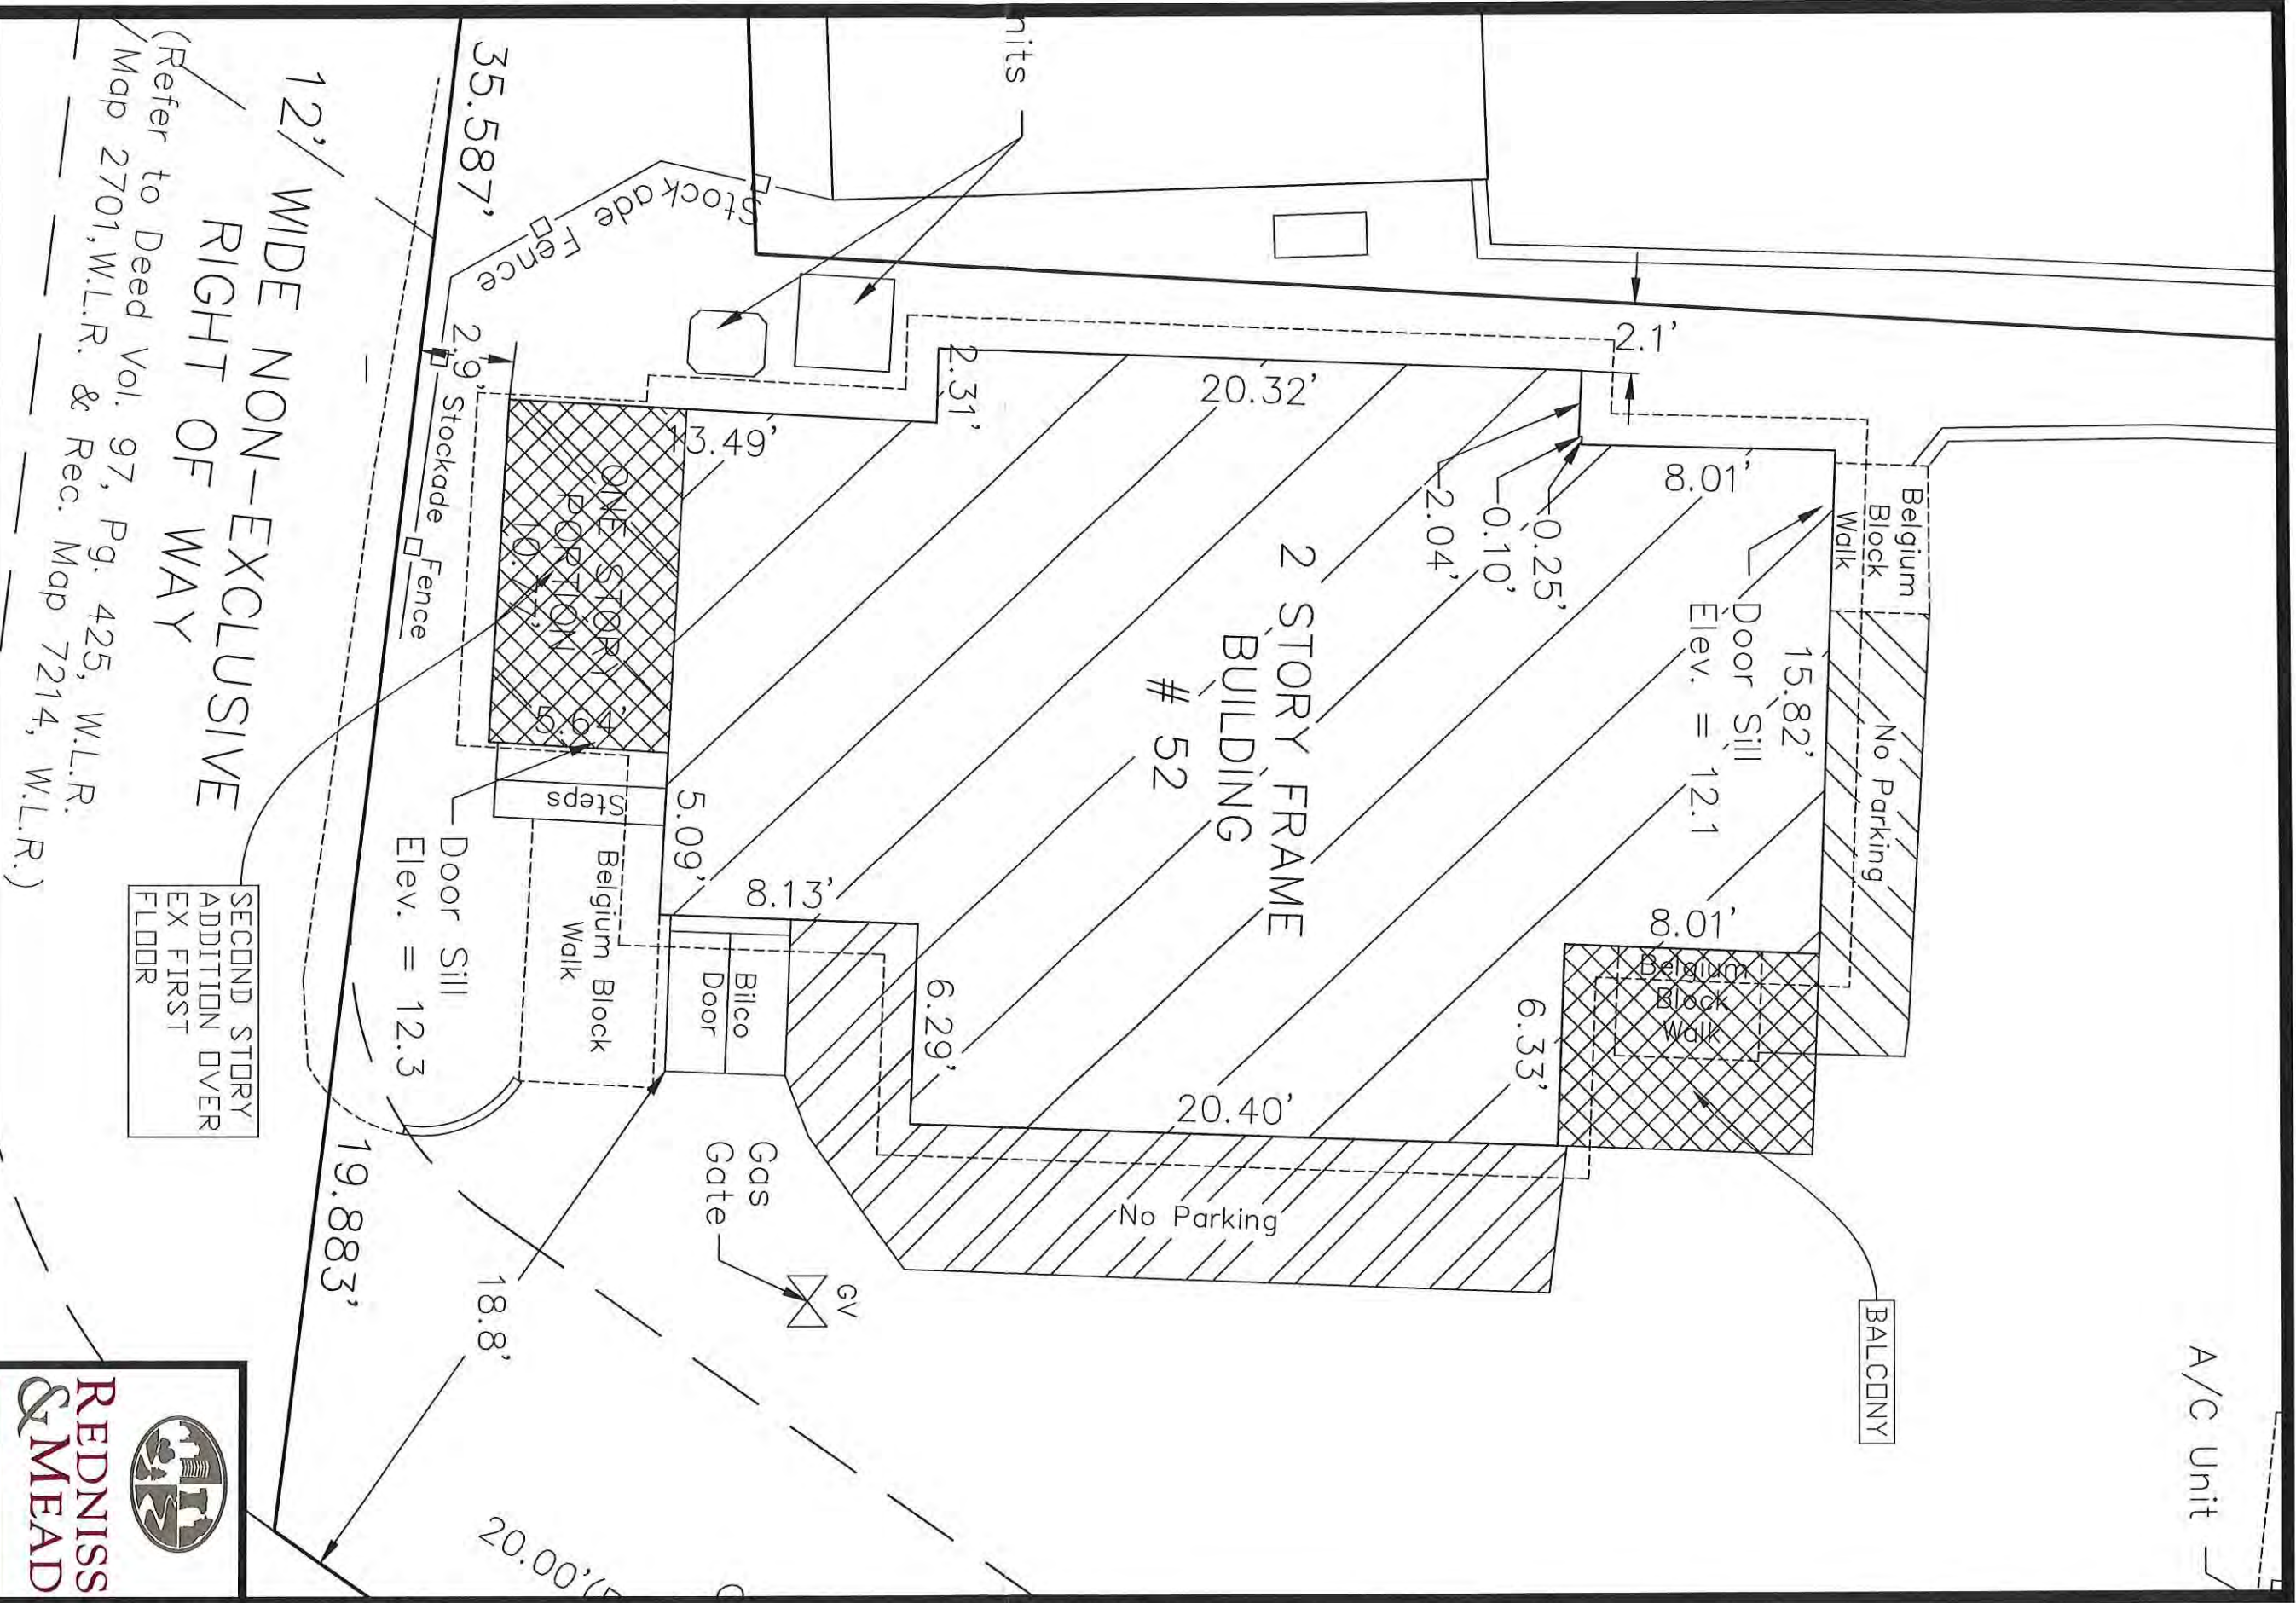 nits
35.587'
Stockade Fence
12' WIDE NON-EXCLUSIVE
RIGHT OF WAY
(Refer to Deed Vol. 97, Pg. 425, W.L.R.
Map 2701, W.L.R. & Rec. Map 7214, W.L.R.)
2.9'
Stockade Fence
2.31'
20.32'
2.1'
13.49'
2.04'
0.10'
0.25'
8.01'
Belgium
Block
Walk
ONE STORY
PORTION
5.64'
2 STORY FRAME
BUILDING
# 52
Door Sill
Elev. = 12.1
15.82'
No Parking
Steps
5.09'
Door Sill
Elev. = 12.3
Belgium Block
Walk
8.13'
Bilco
Door
6.29'
8.01'
Belgium
Block
Walk
6.33'
20.40'
No Parking
SECOND STORY
ADDITION OVER
EX FIRST
FLOOR
Gas
Gate
GV
BALCONY
19.883'
18.8'
20.00'
A/C Unit
REDNISS
& MEAD